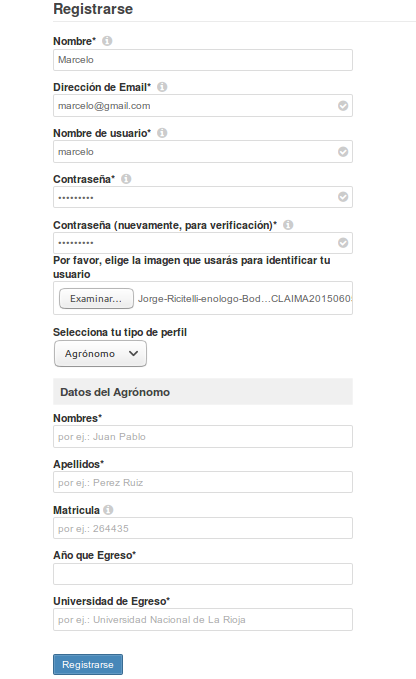 Registrarse
Nombre*
Marcelo
Dirección de Email*
marcelo@gmail.com
Nombre de usuario*
marcelo
Contraseña*
•••••••••
Contraseña (nuevamente, para verificación)*
•••••••••
Por favor, elige la imagen que usarás para identificar tu
usuario
Examinar... Jorge-Ricitelli-enologo-Bod...CLAIMA2015060
Selecciona tu tipo de perfil
Agrónomo
Datos del Agrónomo
Nombres*
por ej.: Juan Pablo
Apellidos*
por ej.: Perez Ruiz
Matricula
por ej.: 264435
Año que Egreso*
Universidad de Egreso*
por ej.: Universidad Nacional de La Rioja
Registrarse